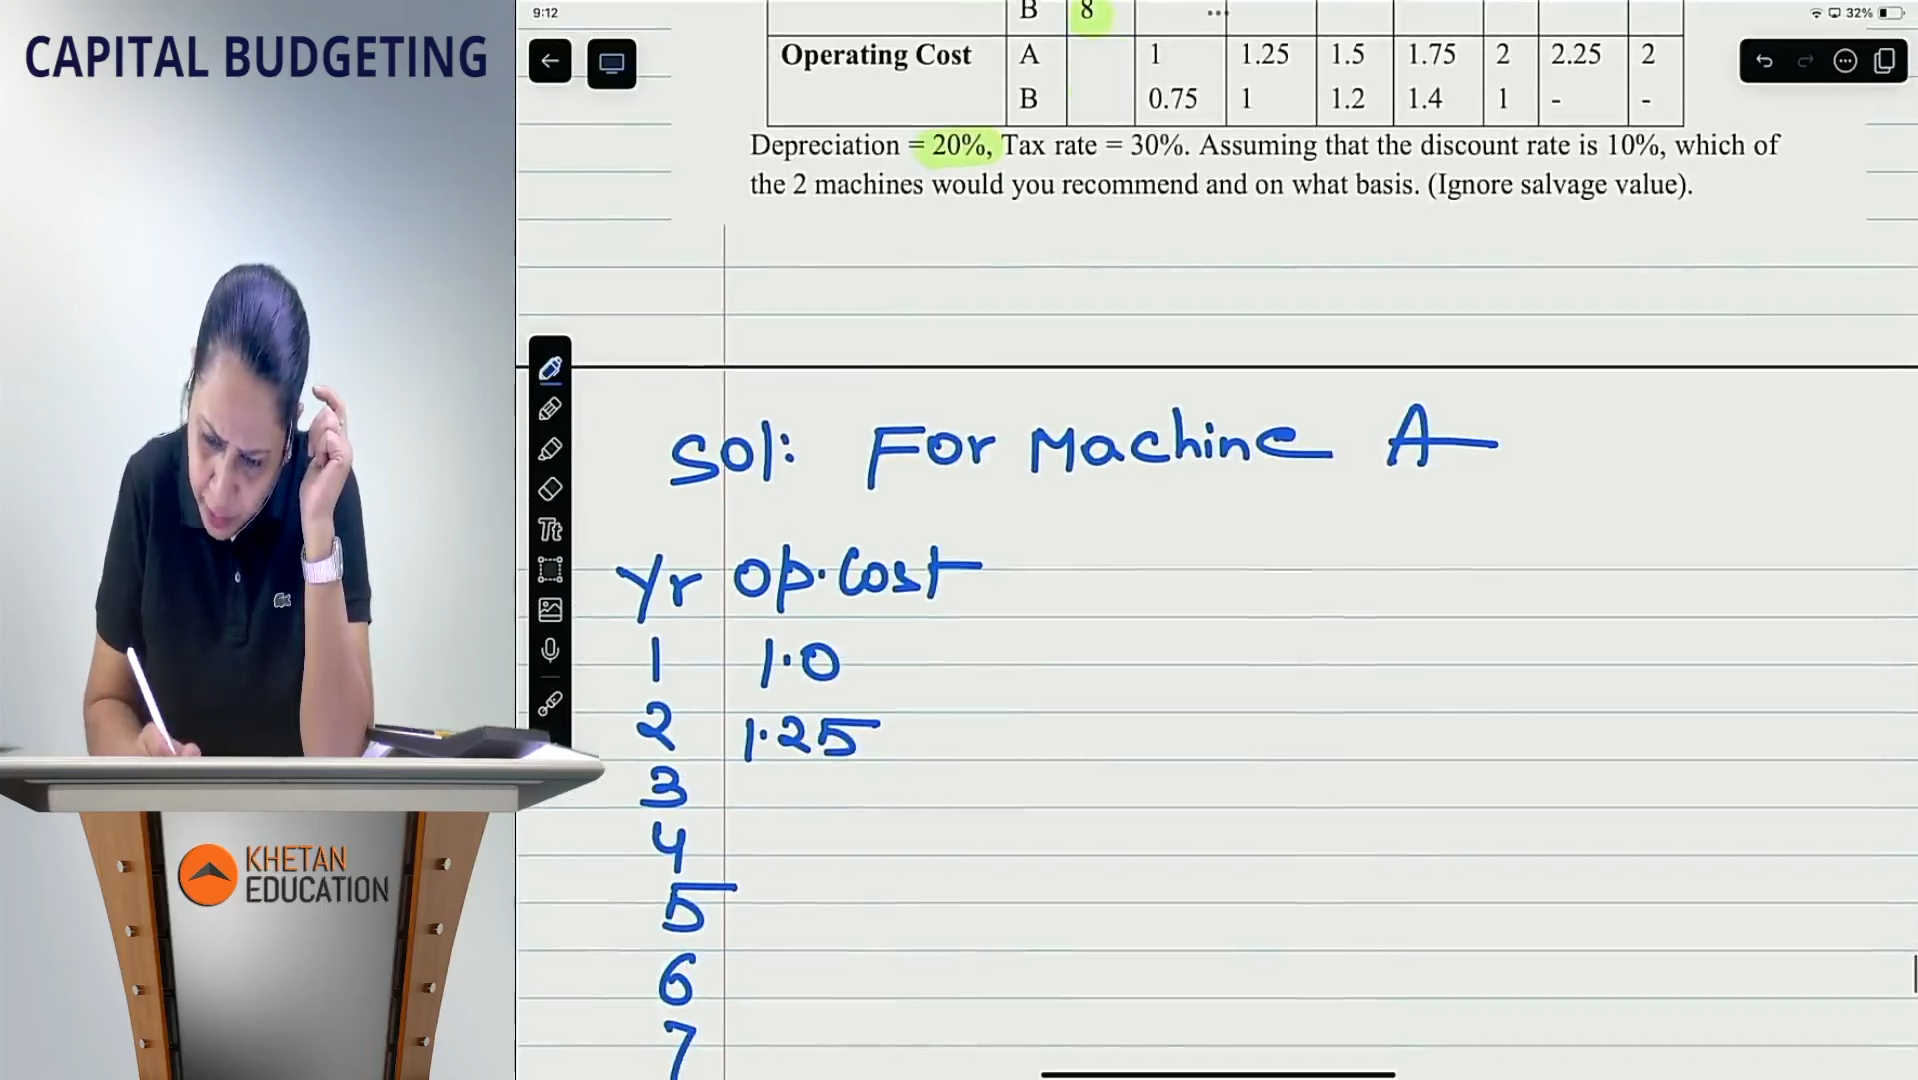 CAPITAL BUDGETING
9:12
32%
B 8
Operating Cost A 1 1.25 1.5 1.75 2 2.25 2
B 0.75 1 1.2 1.4 1 - -
Depreciation = 20%, Tax rate = 30%. Assuming that the discount rate is 10%, which of
the 2 machines would you recommend and on what basis. (Ignore salvage value).
Tt
Sol: For Machine A
Yr Op. Cost
1 1.0
2 1.25
3
4
5
6
7
KHETAN
EDUCATION